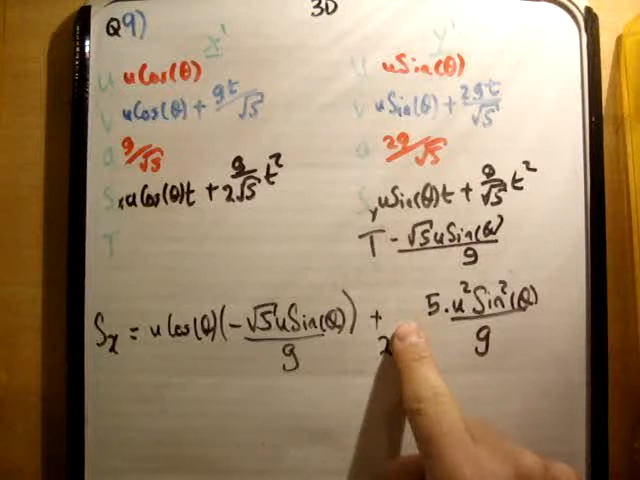 Q9) 3D
x' y'
U uCos(θ) U uSin(θ)
V uCos(θ) + gt/√5 V uSin(θ) + 2gt/√5
a g/√5 a 2g/√5
Sₓ uCos(θ)t + g/2√5 t² Sᵧ uSin(θ)t + g/√5 t²
T T - √5uSin(θ)/g
Sₓ = uCos(θ)(-√5uSin(θ)/g) + 5·u²Sin²(θ)/g